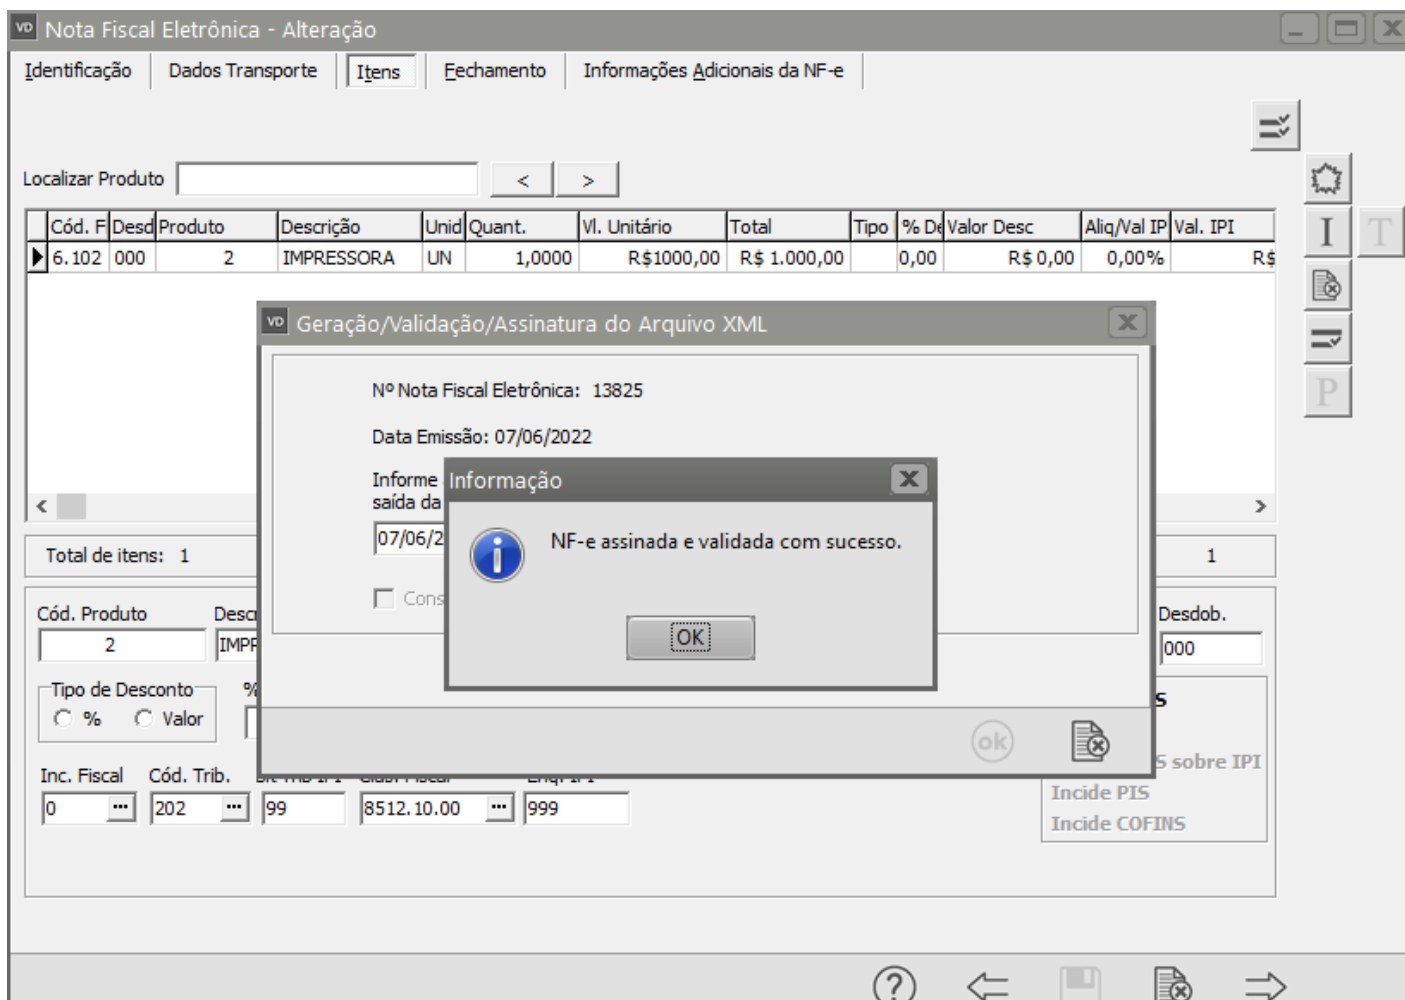 VD Nota Fiscal Eletrônica - Alteração
Identificação Dados Transporte Itens Fechamento Informações Adicionais da NF-e
Localizar Produto < >
Cód. F Desd Produto Descrição Unid Quant. Vl. Unitário Total Tipo % De Valor Desc Aliq/Val IP Val. IPI
6.102 000 2 IMPRESSORA UN 1,0000 R$1000,00 R$ 1.000,00 0,00 R$ 0,00 0,00% R$
I T
P
VD Geração/Validação/Assinatura do Arquivo XML
Nº Nota Fiscal Eletrônica: 13825
Data Emissão: 07/06/2022
Informe
saída da
07/06/2
Cons
Informação
NF-e assinada e validada com sucesso.
OK
ok
Total de itens: 1 1
Cód. Produto Desc Desdob.
2 IMPR 000
Tipo de Desconto %
% Valor
S
S sobre IPI
Inc. Fiscal Cód. Trib.
0 ... 202 ... 99 8512.10.00 ... 999
Incide PIS
Incide COFINS
?